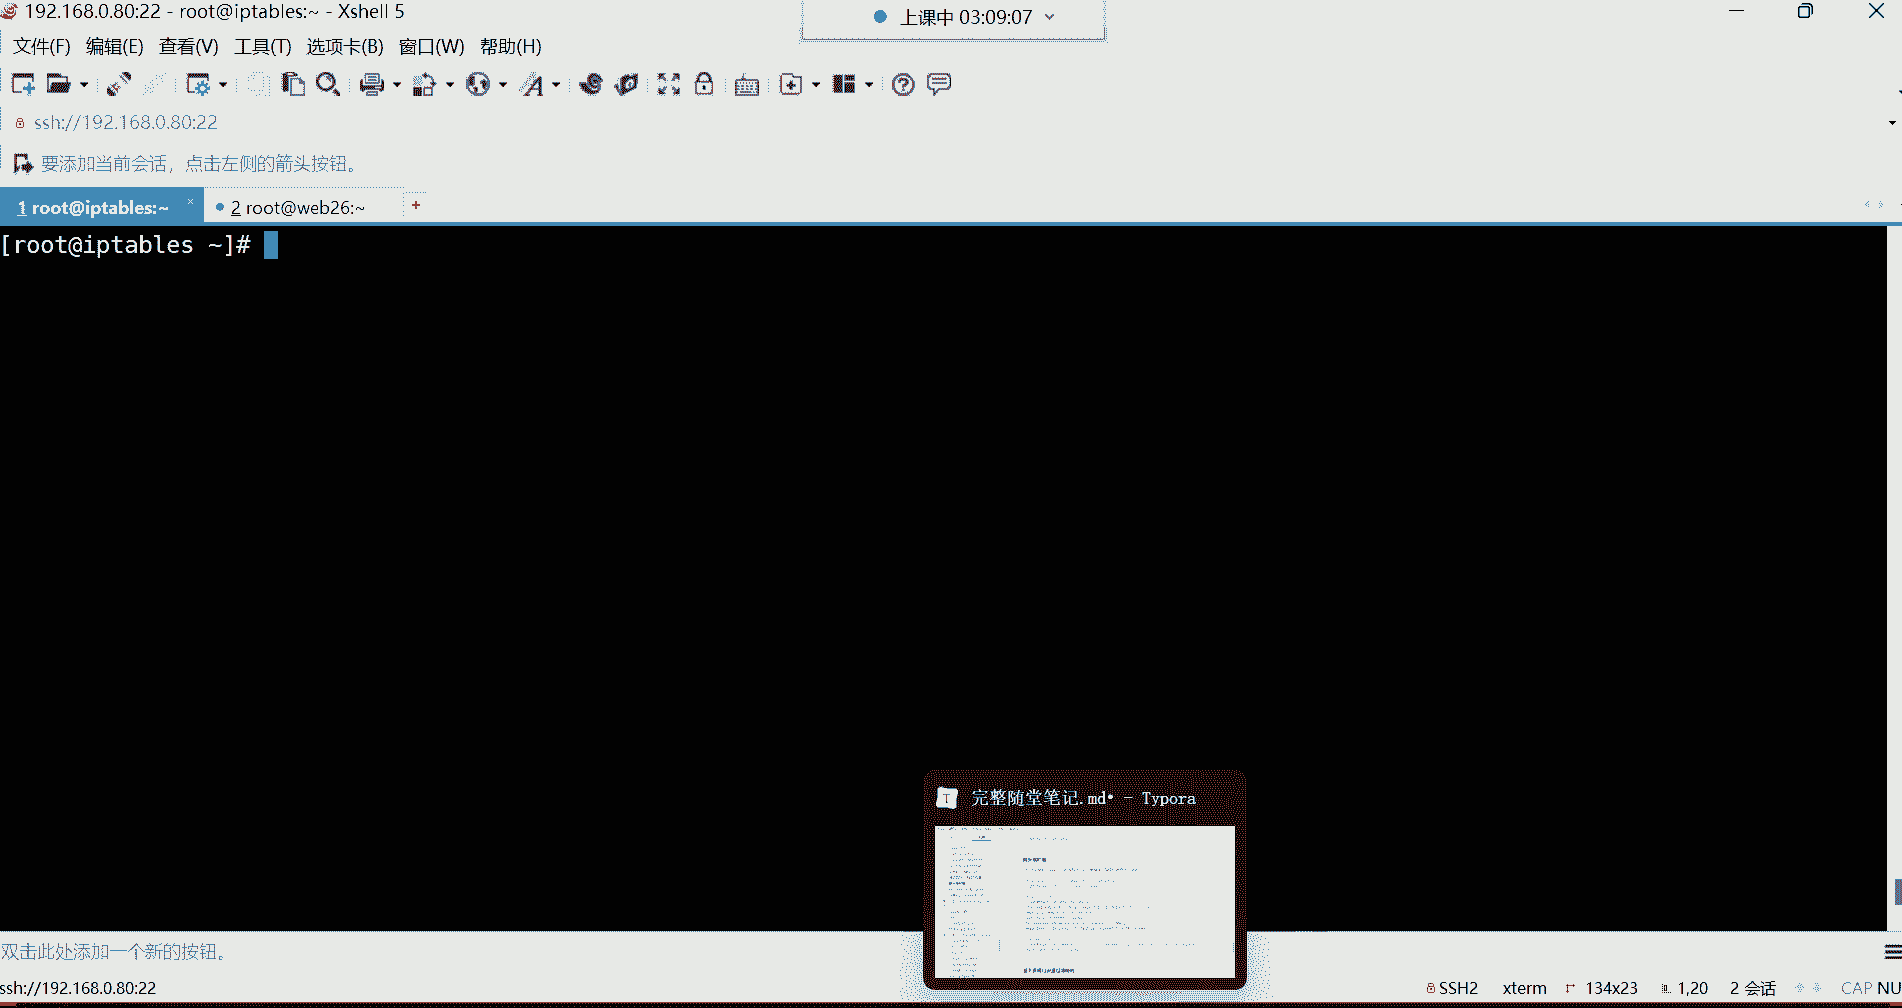 192.168.0.80:22 - root@iptables:~ - Xshell 5
上课中 03:09:07
文件(F) 编辑(E) 查看(V) 工具(T) 选项卡(B) 窗口(W) 帮助(H)
ssh://192.168.0.80:22
要添加当前会话，点击左侧的箭头按钮。
1 root@iptables:~ × 2 root@web26:~ +
[root@iptables ~]#
完整随堂笔记.md• - Typora
双击此处添加一个新的按钮。
ssh://192.168.0.80:22 SSH2 xterm 134x23 1,20 2 会话 CAP